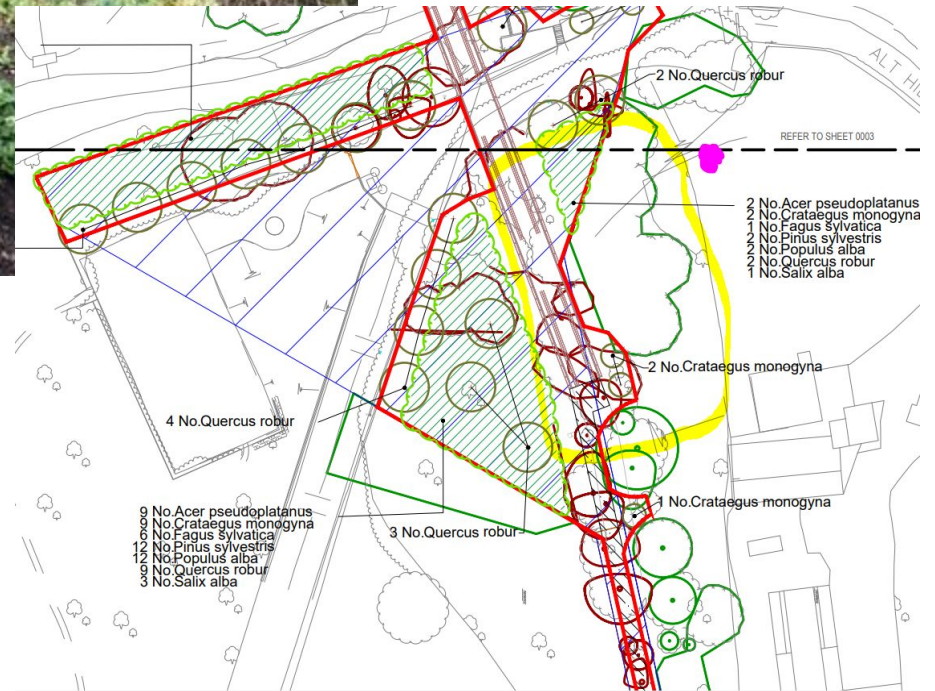 2 No.Quercus robur
ALT HI
REFER TO SHEET 0003
2 No.Acer pseudoplatanus
2 No.Crataegus monogyna
1 No.Fagus sylvatica
2 No.Pinus sylvestris
2 No.Populus alba
2 No.Quercus robur
1 No.Salix alba
2 No.Crataegus monogyna
4 No.Quercus robur
9 No.Acer pseudoplatanus
9 No.Crataegus monogyna
6 No.Fagus sylvatica
12 No.Pinus sylvestris
12 No.Populus alba
9 No.Quercus robur
3 No.Salix alba
3 No.Quercus robur
1 No.Crataegus monogyna